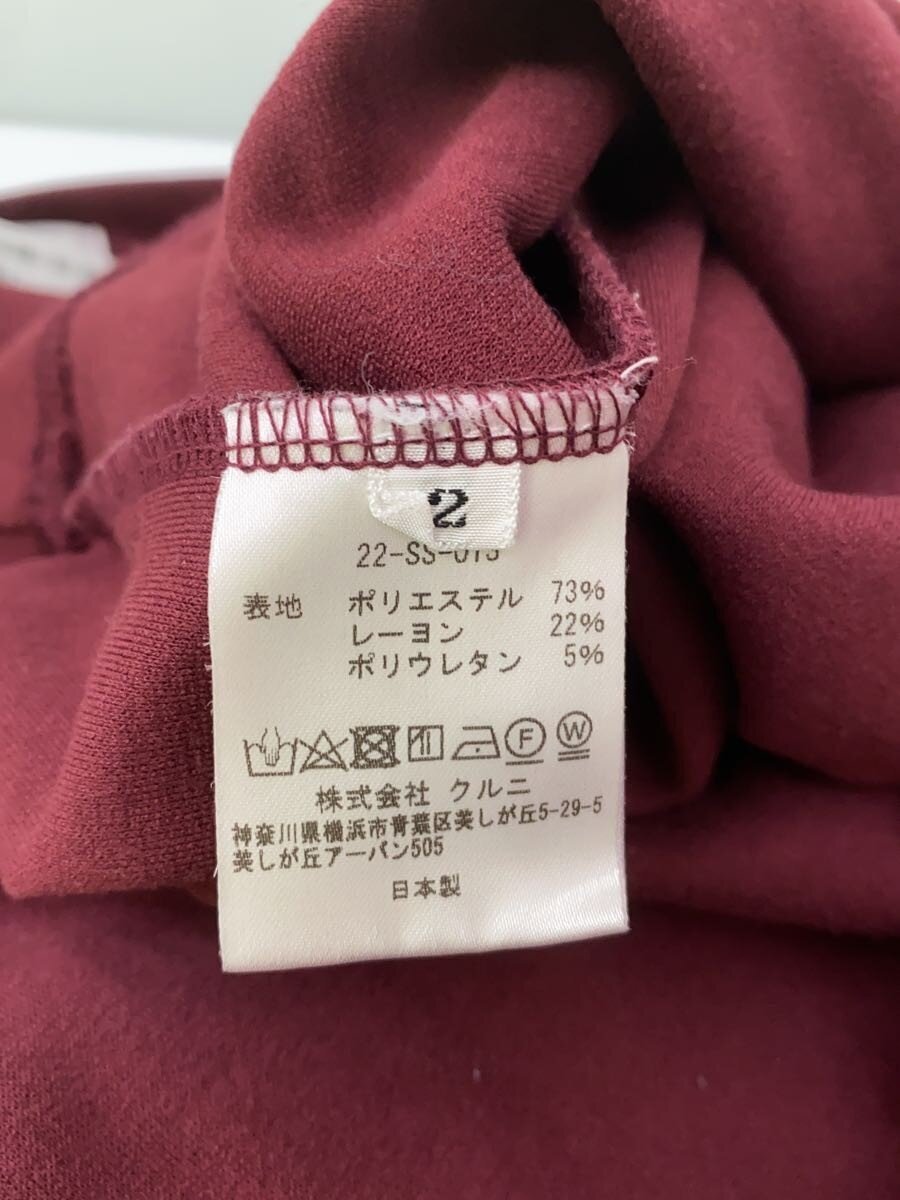 2
22-SS-075
表地 ポリエステル 73%
レーヨン 22%
ポリウレタン 5%
F W
株式会社 クルニ
神奈川県横浜市青葉区美しが丘5-29-5
美しが丘アーバン505
日本製